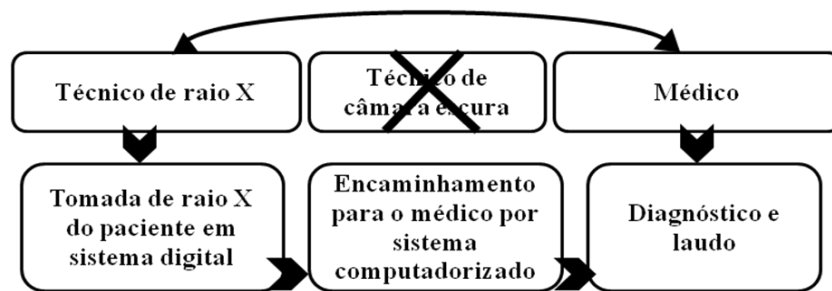 Técnico de raio X
Técnico de
câmara escura
Médico
Tomada de raio X
do paciente em
sistema digital
Encaminhamento
para o médico por
sistema
computadorizado
Diagnóstico e
laudo